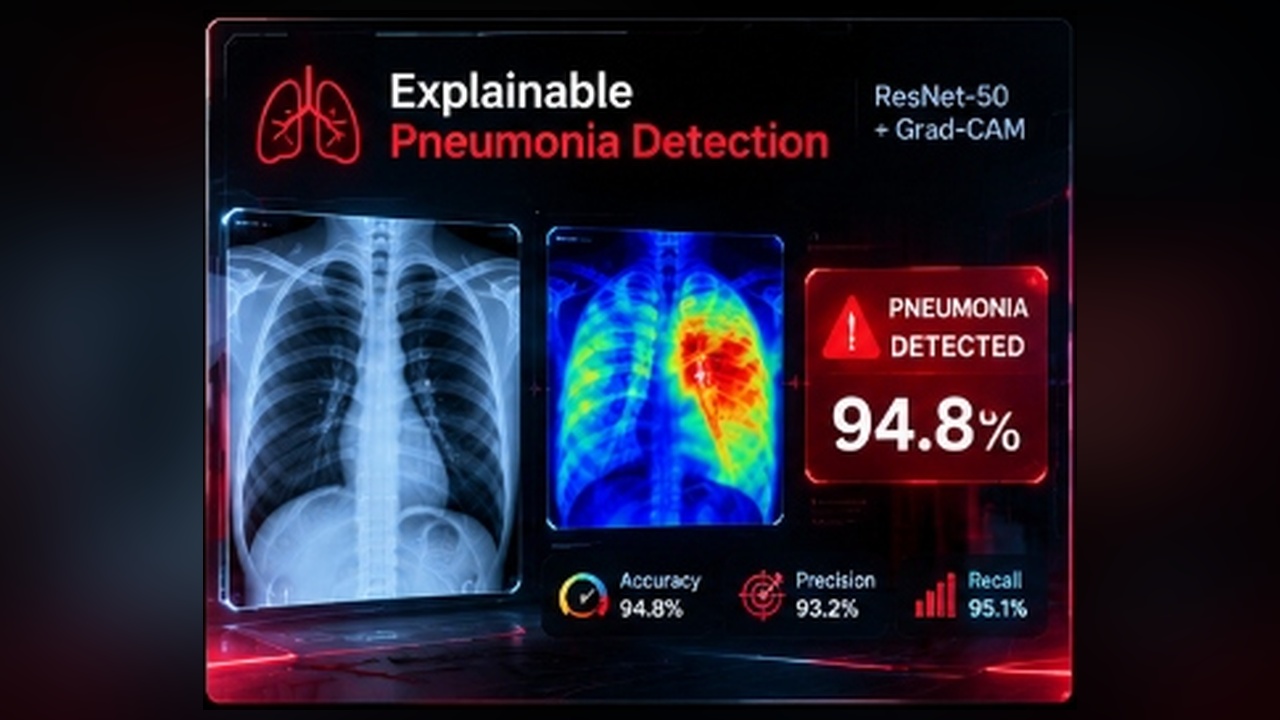 Explainable
Pneumonia Detection
ResNet-50
+ Grad-CAM
PNEUMONIA
DETECTED
94.8%
Accuracy
94.8%
Precision
93.2%
Recall
95.1%